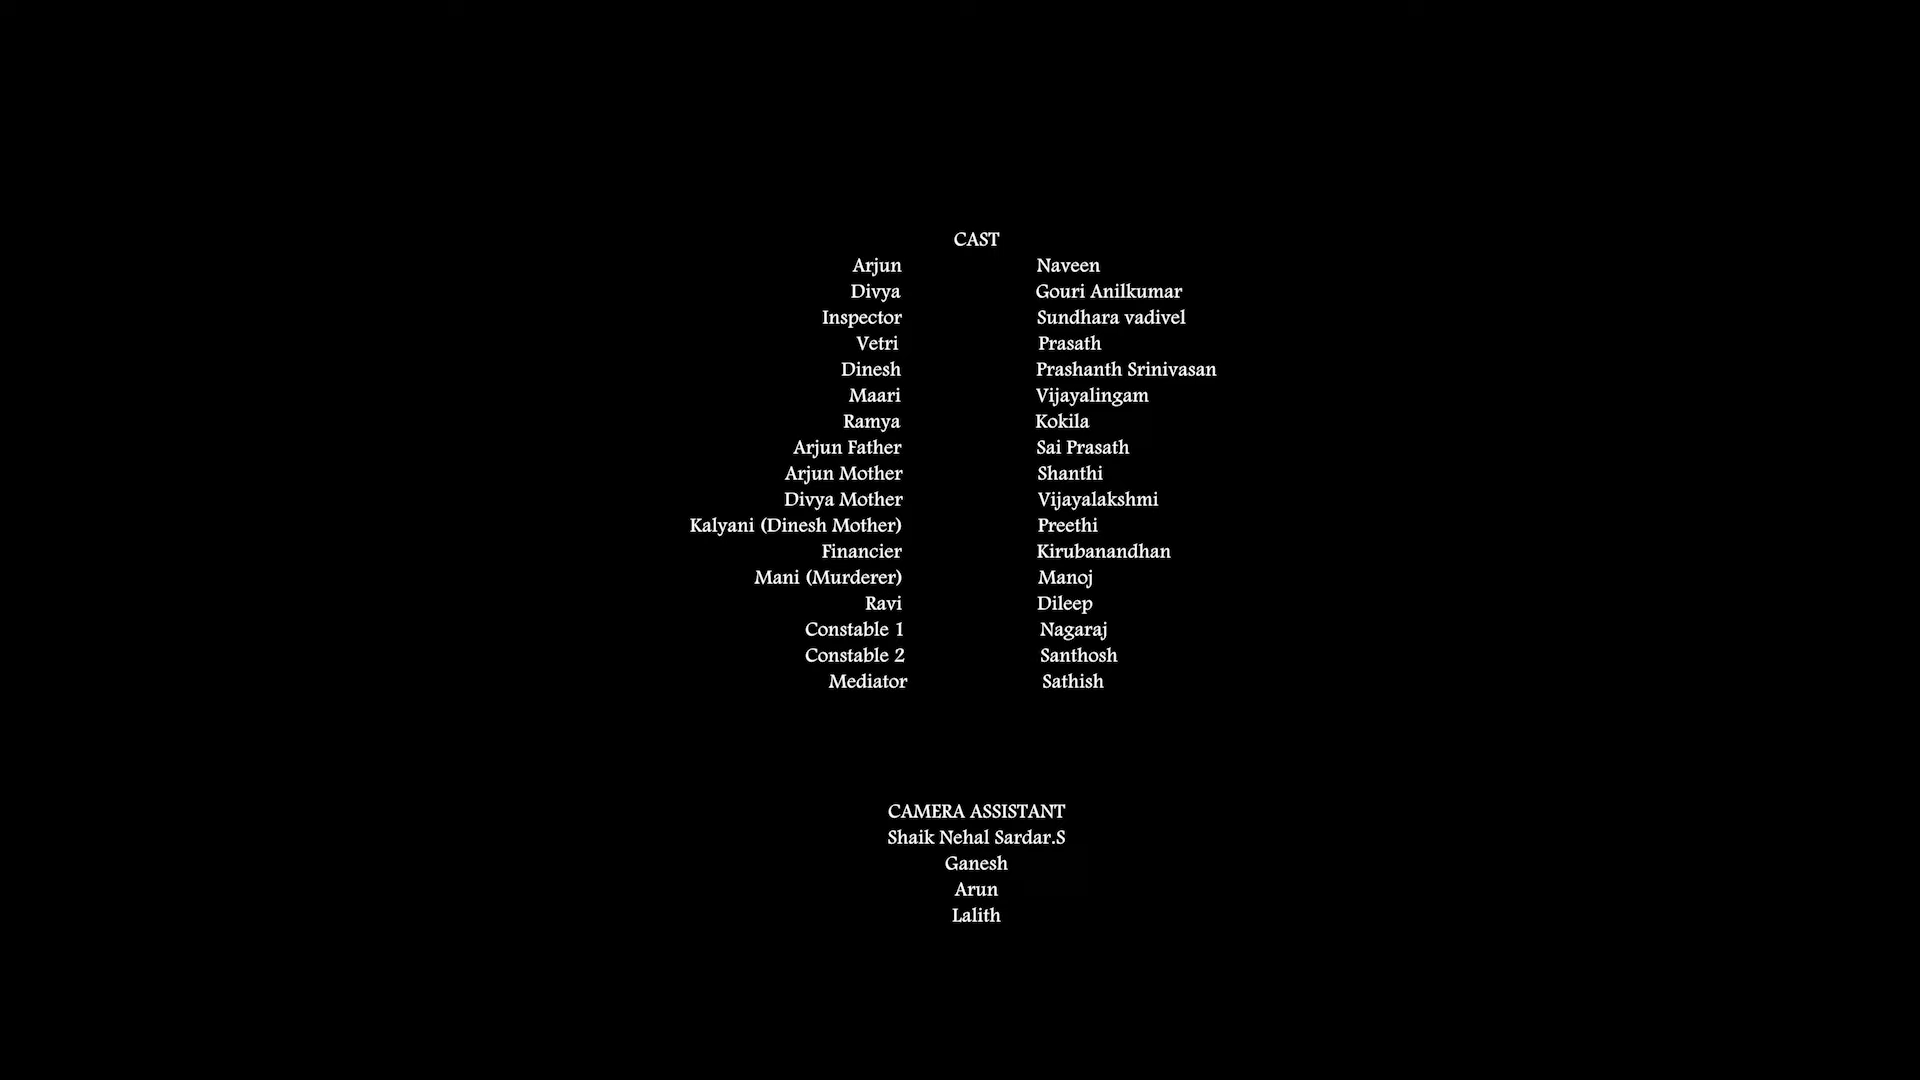 CAST
Arjun Naveen
Divya Gouri Anilkumar
Inspector Sundhara vadivel
Vetri Prasath
Dinesh Prashanth Srinivasan
Maari Vijayalingam
Ramya Kokila
Arjun Father Sai Prasath
Arjun Mother Shanthi
Divya Mother Vijayalakshmi
Kalyani (Dinesh Mother) Preethi
Financier Kirubanandhan
Mani (Murderer) Manoj
Ravi Dileep
Constable 1 Nagaraj
Constable 2 Santhosh
Mediator Sathish
CAMERA ASSISTANT
Shaik Nehal Sardar.S
Ganesh
Arun
Lalith